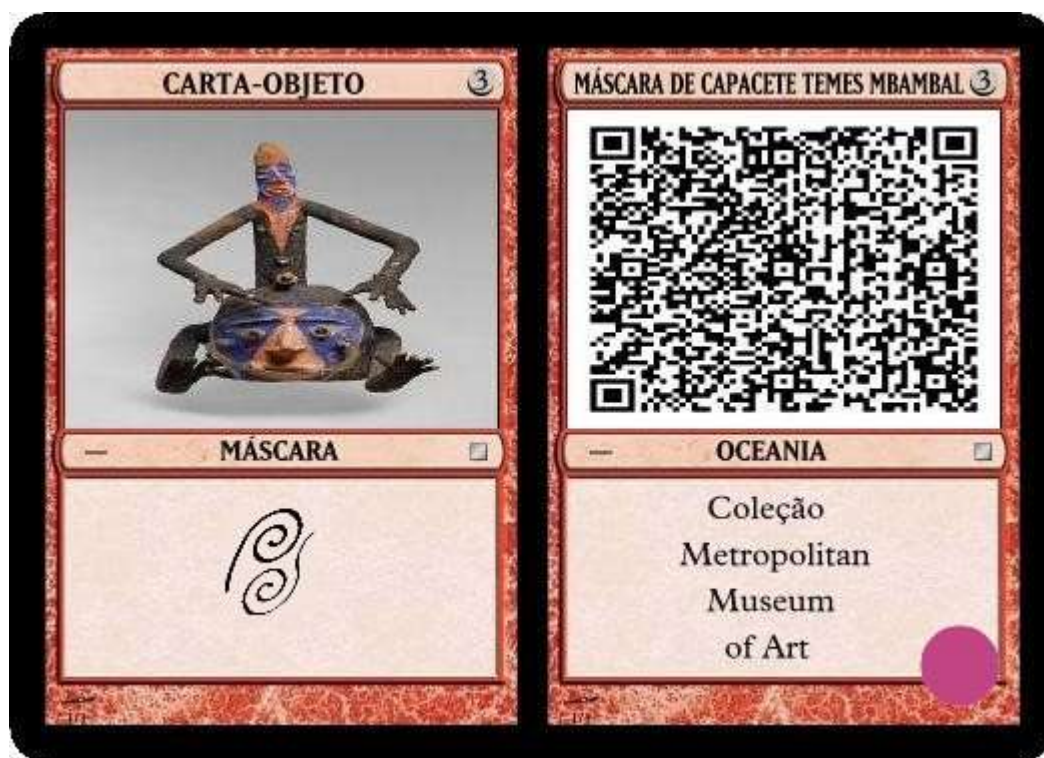 CARTA-OBJETO 3
MÁSCARA
MÁSCARA DE CAPACETE TEMES MBAMBAL 3
OCEANIA
Coleção
Metropolitan
Museum
of Art